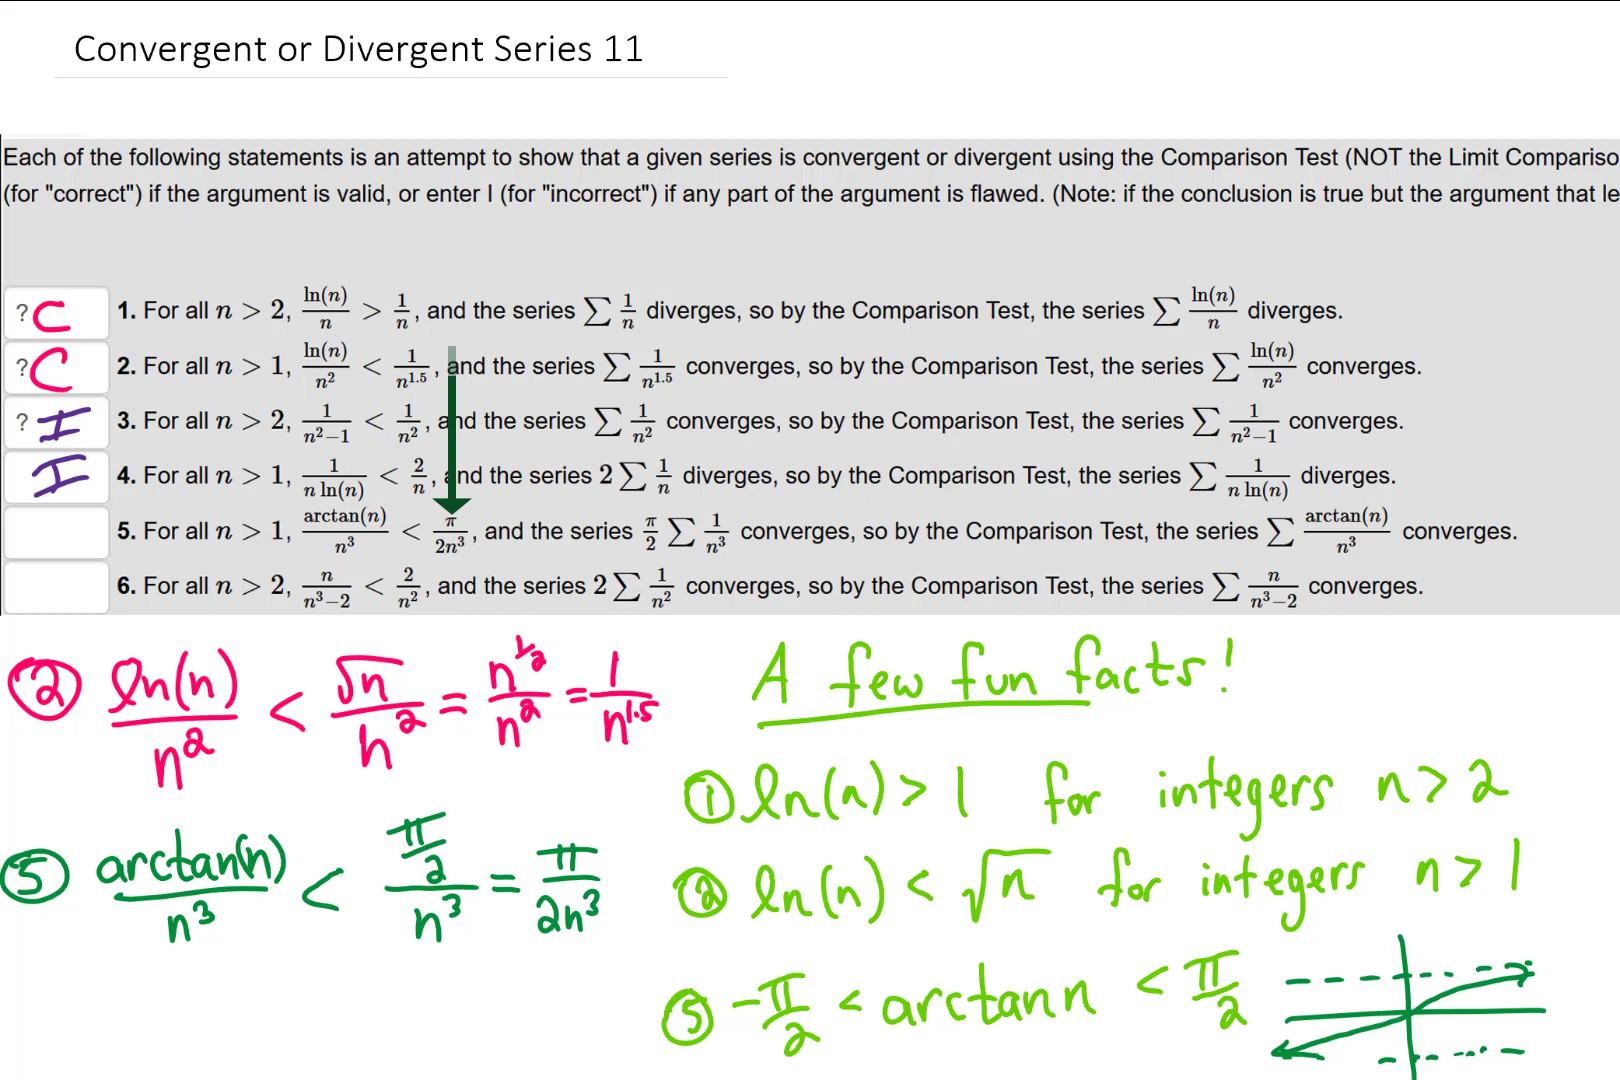 Convergent or Divergent Series 11
Each of the following statements is an attempt to show that a given series is convergent or divergent using the Comparison Test (NOT the Limit Compariso
(for "correct") if the argument is valid, or enter I (for "incorrect") if any part of the argument is flawed. (Note: if the conclusion is true but the argument that le
? C 1. For all n > 2, ln(n)/n > 1/n, and the series ∑ 1/n diverges, so by the Comparison Test, the series ∑ ln(n)/n diverges.
? C 2. For all n > 1, ln(n)/n² < 1/n^1.5, and the series ∑ 1/n^1.5 converges, so by the Comparison Test, the series ∑ ln(n)/n² converges.
? I 3. For all n > 2, 1/(n²−1) < 1/n², and the series ∑ 1/n² converges, so by the Comparison Test, the series ∑ 1/(n²−1) converges.
I 4. For all n > 1, 1/(n ln(n)) < 2/n, and the series 2 ∑ 1/n diverges, so by the Comparison Test, the series ∑ 1/(n ln(n)) diverges.
5. For all n > 1, arctan(n)/n³ < π/(2n³), and the series π/2 ∑ 1/n³ converges, so by the Comparison Test, the series ∑ arctan(n)/n³ converges.
6. For all n > 2, n/(n³−2) < 2/n², and the series 2 ∑ 1/n² converges, so by the Comparison Test, the series ∑ n/(n³−2) converges.
② ln(n)/n² < √n/n² = n^(1/2)/n² = 1/n^1.5
⑤ arctan(n)/n³ < (π/2)/n³ = π/(2n³)
A few fun facts!
① ln(n) > 1 for integers n > 2
② ln(n) < √n for integers n > 1
⑤ −π/2 < arctan n < π/2